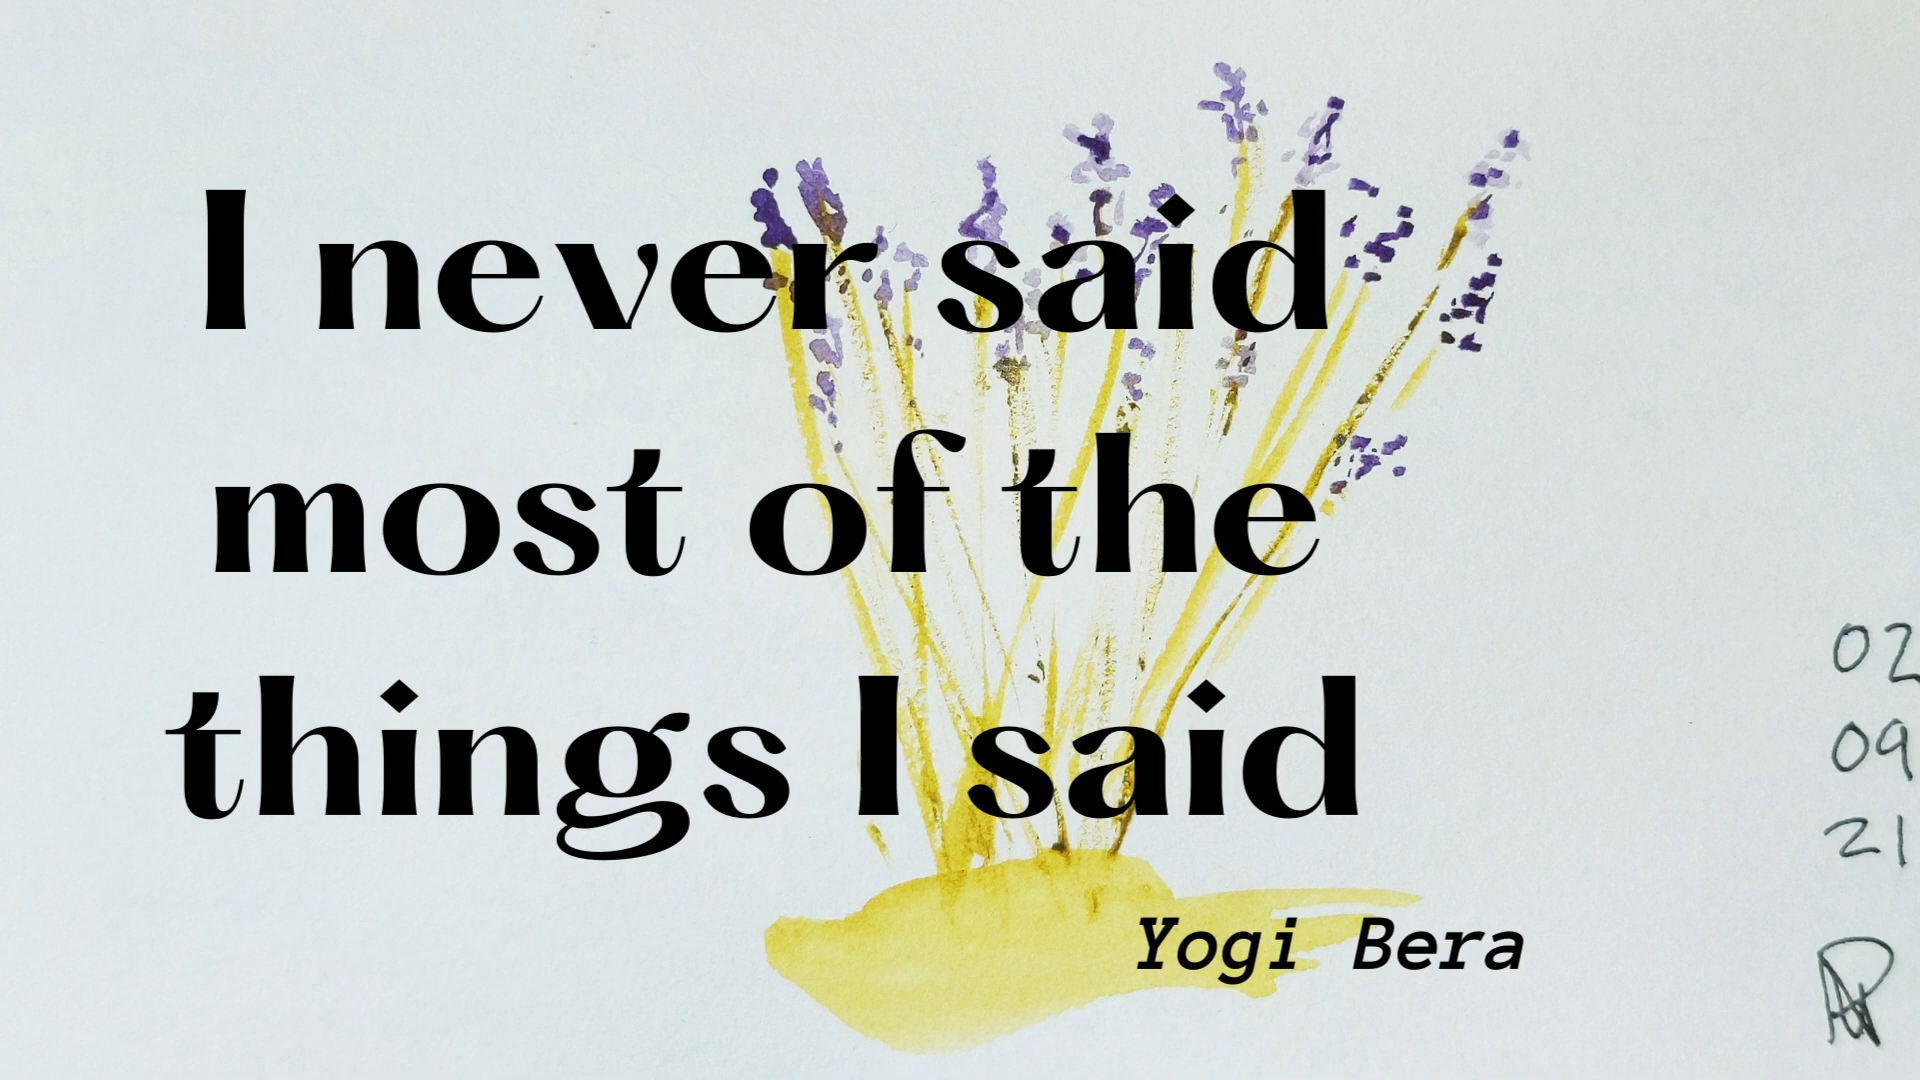 I never said
most of the
things I said
Yogi Bera
02
09
21